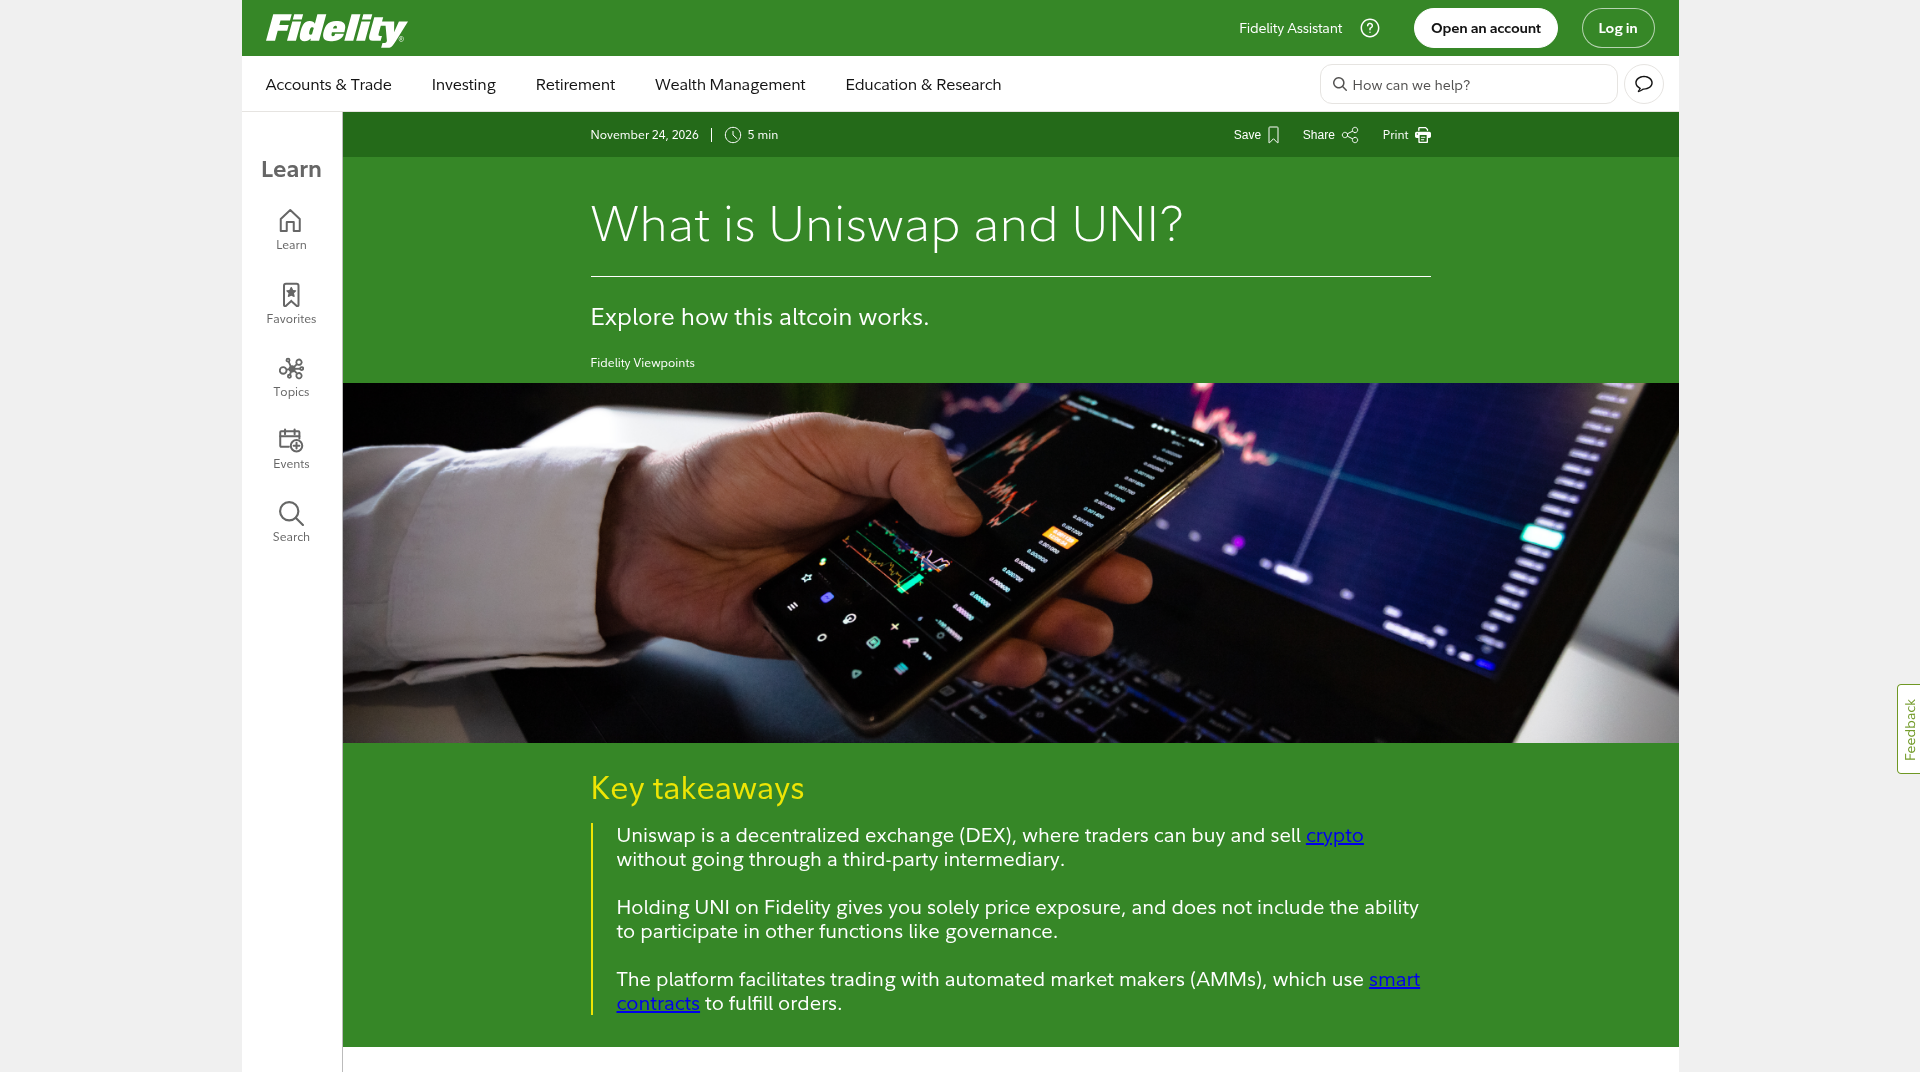 Fidelity
Fidelity Assistant
Open an account
Log in
Accounts & Trade
Investing
Retirement
Wealth Management
Education & Research
How can we help?
Learn
Learn
Favorites
Topics
Events
Search
November 24, 2026
5 min
Save
Share
Print
What is Uniswap and UNI?
Explore how this altcoin works.
Fidelity Viewpoints
Key takeaways
Uniswap is a decentralized exchange (DEX), where traders can buy and sell crypto
without going through a third-party intermediary.
Holding UNI on Fidelity gives you solely price exposure, and does not include the ability
to participate in other functions like governance.
The platform facilitates trading with automated market makers (AMMs), which use smart
contracts to fulfill orders.
Feedback